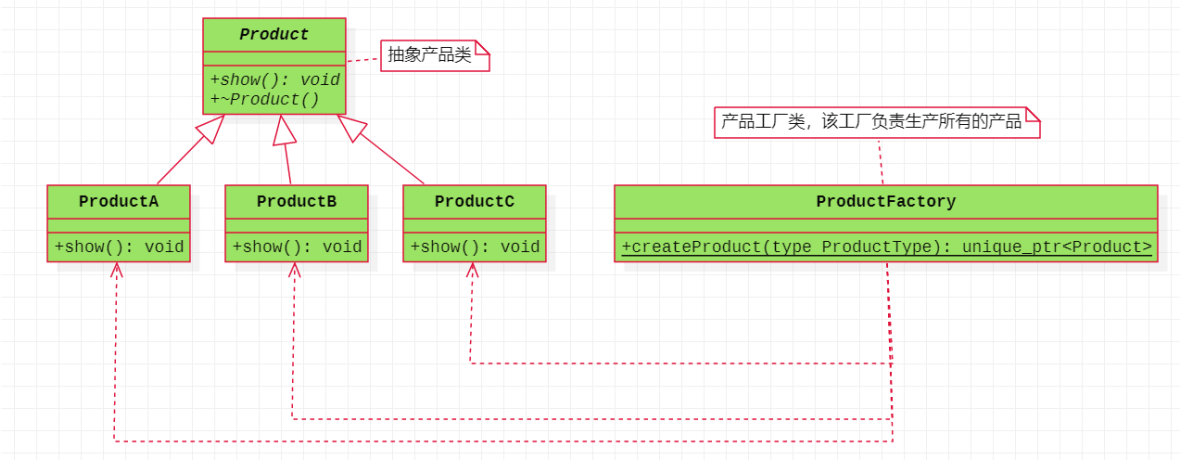 Product
+show(): void
+~Product()
抽象产品类
产品工厂类，该工厂负责生产所有的产品
ProductA
+show(): void
ProductB
+show(): void
ProductC
+show(): void
ProductFactory
+createProduct(type ProductType): unique_ptr<Product>